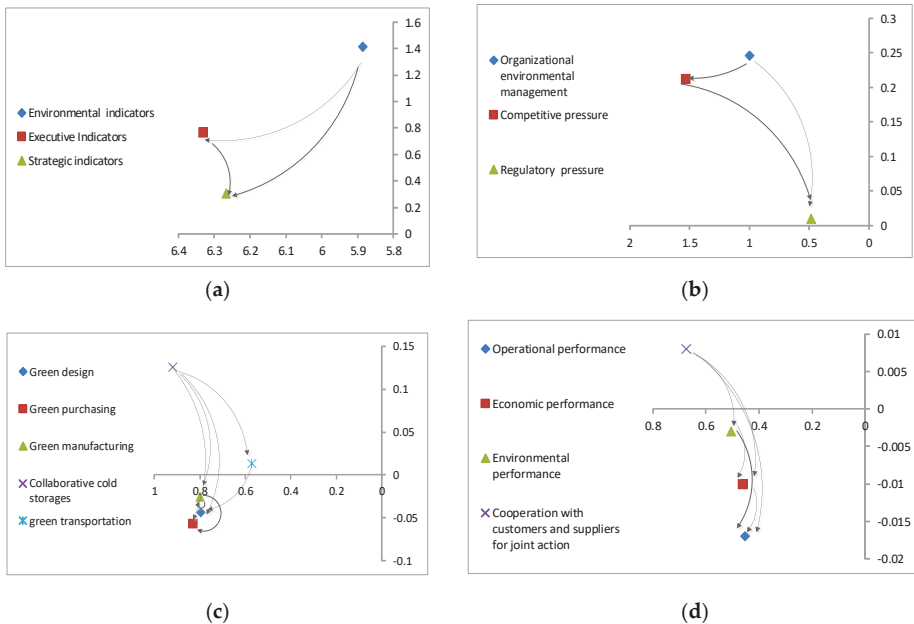 1.6
1.4
1.2
1
0.8
0.6
0.4
0.2
0
6.4 6.3 6.2 6.1 6 5.9 5.8
Environmental indicators
Executive Indicators
Strategic indicators
(a)
0.3
0.25
0.2
0.15
0.1
0.05
0
2 1.5 1 0.5 0
Organizational
environmental
management
Competitive pressure
Regulatory pressure
(b)
0.15
0.1
0.05
0
-0.05
-0.1
1 0.8 0.6 0.4 0.2 0
Green design
Green purchasing
Green manufacturing
Collaborative cold
storages
green transportation
(c)
0.01
0.005
0
-0.005
-0.01
-0.015
-0.02
0.8 0.6 0.4 0.2 0
Operational performance
Economic performance
Environmental
performance
Cooperation with
customers and suppliers
for joint action
(d)